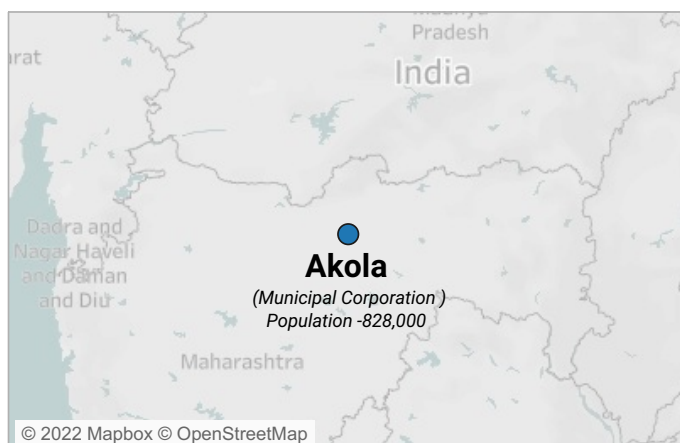 Madhya
Pradesh
India
rat
Dadra and
Nagar Haveli
and Daman
and Diu
Akola
(Municipal Corporation )
Population -828,000
Maharashtra
© 2022 Mapbox © OpenStreetMap